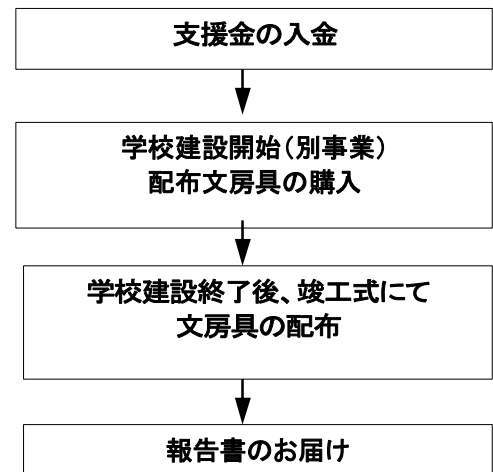 支援金の入金
学校建設開始（別事業）
配布文房具の購入
学校建設終了後、竣工式にて
文房具の配布
報告書のお届け